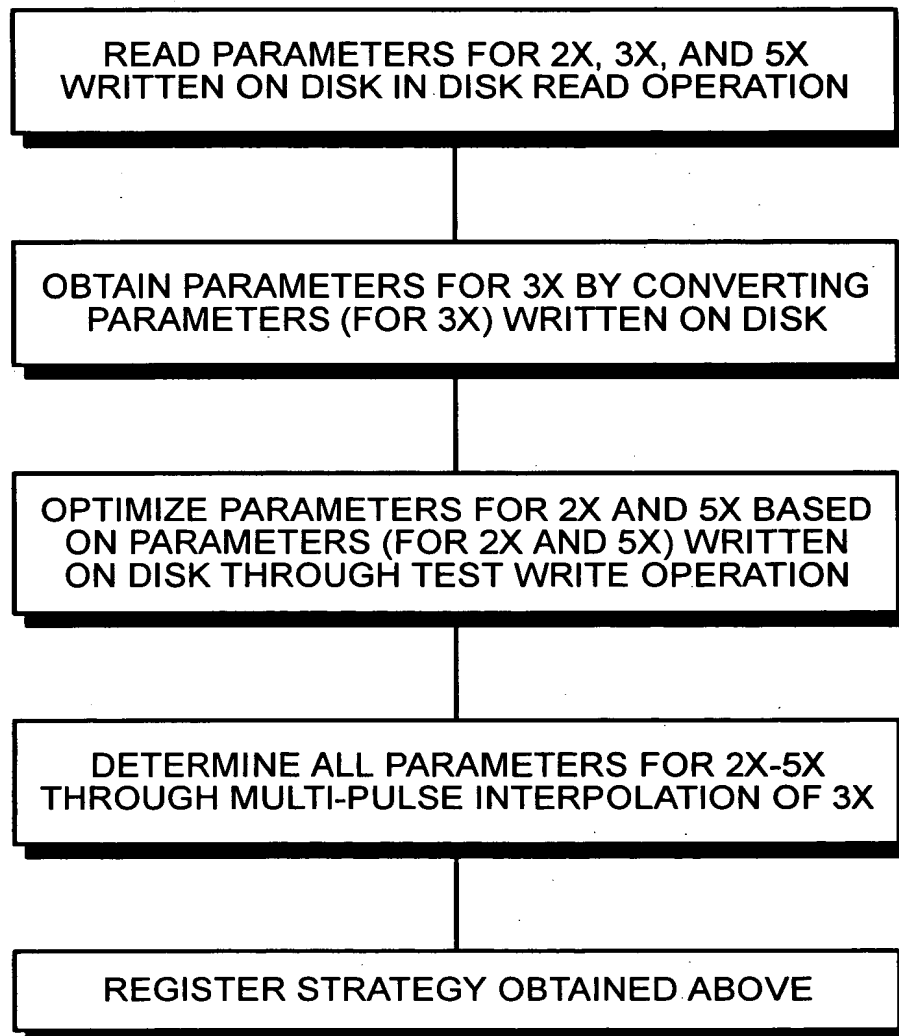 READ PARAMETERS FOR 2X, 3X, AND 5X
WRITTEN ON DISK IN DISK READ OPERATION
OBTAIN PARAMETERS FOR 3X BY CONVERTING
PARAMETERS (FOR 3X) WRITTEN ON DISK
OPTIMIZE PARAMETERS FOR 2X AND 5X BASED
ON PARAMETERS (FOR 2X AND 5X) WRITTEN
ON DISK THROUGH TEST WRITE OPERATION
DETERMINE ALL PARAMETERS FOR 2X-5X
THROUGH MULTI-PULSE INTERPOLATION OF 3X
REGISTER STRATEGY OBTAINED ABOVE